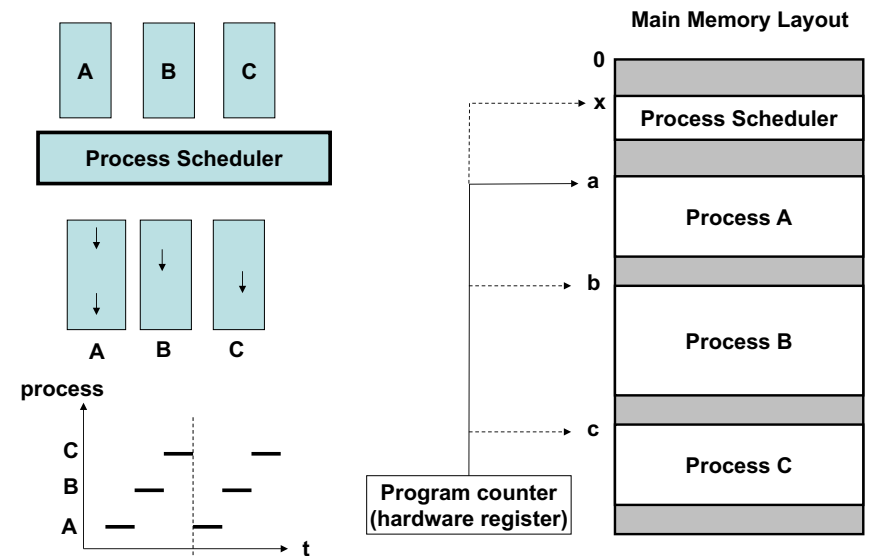 Main Memory Layout
A
B
C
Process Scheduler
A
B
C
process
C
B
A
t
0
x
Process Scheduler
a
Process A
b
Process B
c
Process C
Program counter
(hardware register)